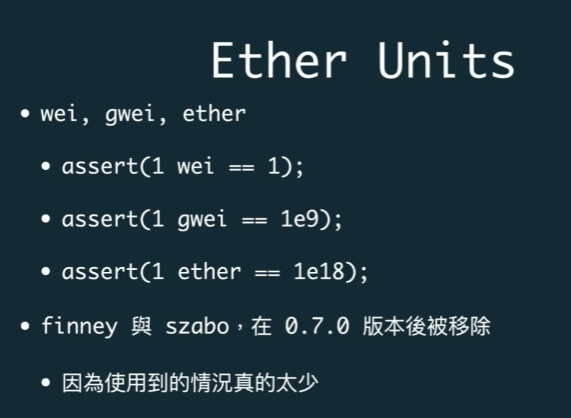 Ether Units
• wei, gwei, ether
• assert(1 wei == 1);
• assert(1 gwei == 1e9);
• assert(1 ether == 1e18);
• finney 與 szabo，在 0.7.0 版本後被移除
• 因為使用到的情況真的太少